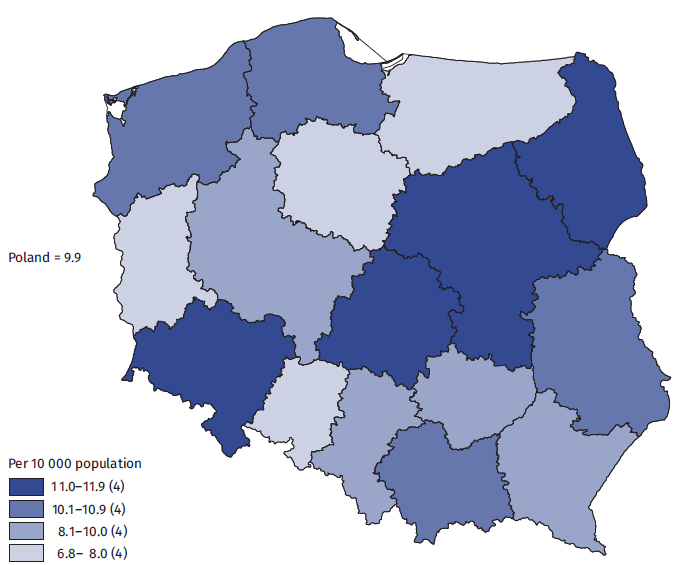 Poland = 9.9
Per 10 000 population
11.0–11.9 (4)
10.1–10.9 (4)
8.1–10.0 (4)
6.8– 8.0 (4)